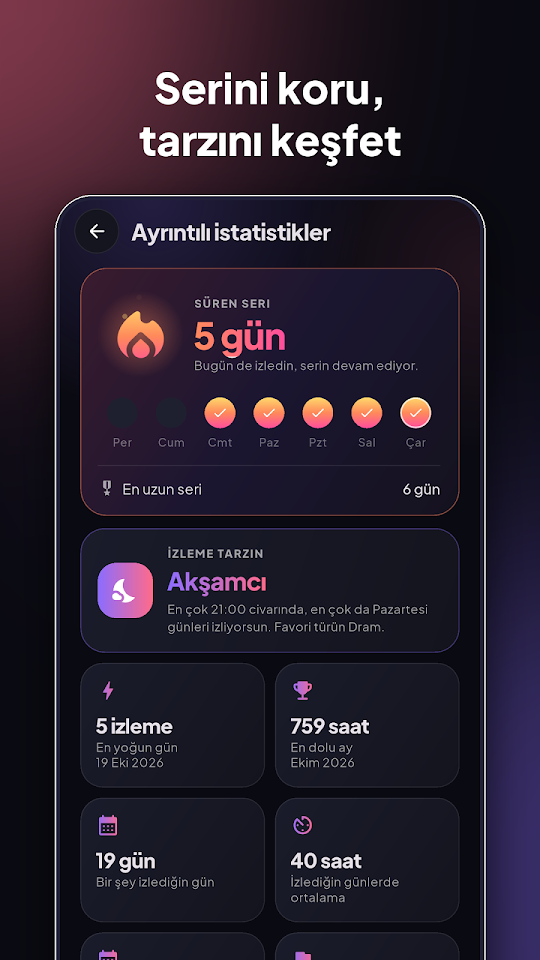 Serini koru,
tarzını keşfet
Ayrıntılı istatistikler
SÜREN SERI
5 gün
Bugün de izledin, serin devam ediyor.
Per Cum Cmt Paz Pzt Sal Çar
En uzun seri 6 gün
İZLEME TARZIN
Akşamcı
En çok 21:00 civarında, en çok da Pazartesi
günleri izliyorsun. Favori türün Dram.
5 izleme
En yoğun gün
19 Eki 2026
759 saat
En dolu ay
Ekim 2026
19 gün
Bir şey izlediğin gün
40 saat
İzlediğin günlerde
ortalama